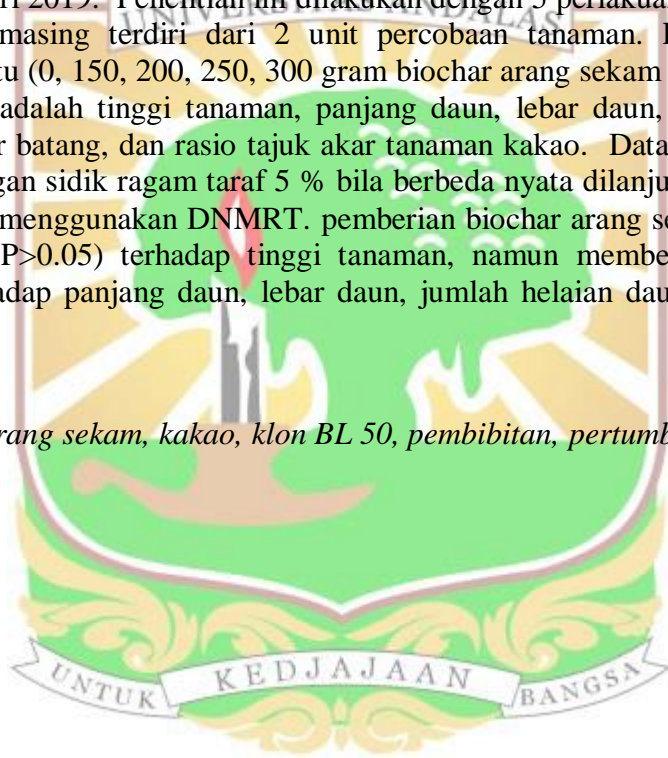 2019. Penelitian ini dilakukan dengan 5 perlakua
UNIVERSITAS ANDALAS
masing terdiri dari 2 unit percobaan tanaman.
tu (0, 150, 200, 250, 300 gram biochar arang sekam
adalah tinggi tanaman, panjang daun, lebar daun,
r batang, dan rasio tajuk akar tanaman kakao. Data
gan sidik ragam taraf 5 % bila berbeda nyata dilanju
menggunakan DNMRT. pemberian biochar arang se
P>0.05) terhadap tinggi tanaman, namun membe
adap panjang daun, lebar daun, jumlah helaian dau
rang sekam, kakao, klon BL 50, pembibitan, pertumb
UNTUK KEDJAJAAN BANGSA